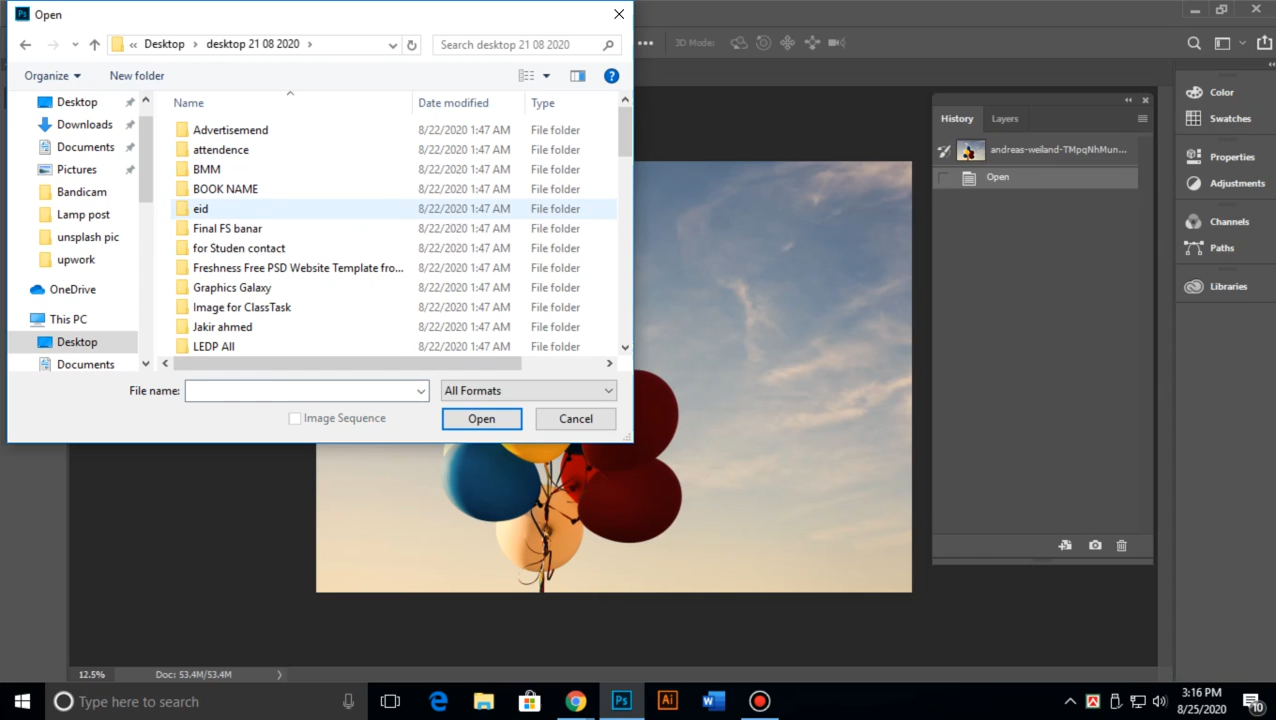 Ps Open
« Desktop › desktop 21 08 2020 ›
Search desktop 21 08 2020
3D Mode:
Organize
New folder
Name
Date modified
Type
Desktop
Downloads
Documents
Pictures
Bandicam
Lamp post
unsplash pic
upwork
OneDrive
This PC
Desktop
Documents
Advertisemend 8/22/2020 1:47 AM File folder
attendence 8/22/2020 1:47 AM File folder
BMM 8/22/2020 1:47 AM File folder
BOOK NAME 8/22/2020 1:47 AM File folder
eid 8/22/2020 1:47 AM File folder
Final FS banar 8/22/2020 1:47 AM File folder
for Studen contact 8/22/2020 1:47 AM File folder
Freshness Free PSD Website Template fro... 8/22/2020 1:47 AM File folder
Graphics Galaxy 8/22/2020 1:47 AM File folder
Image for ClassTask 8/22/2020 1:47 AM File folder
Jakir ahmed 8/22/2020 1:47 AM File folder
LEDP All 8/22/2020 1:47 AM File folder
File name:
All Formats
Image Sequence
Open
Cancel
History
Layers
andreas-weiland-TMpqNhMun...
Open
Color
Swatches
Properties
Adjustments
Channels
Paths
Libraries
12.5%
Doc: 53.4M/53.4M
Type here to search
Ps
Ai
3:16 PM
8/25/2020
10